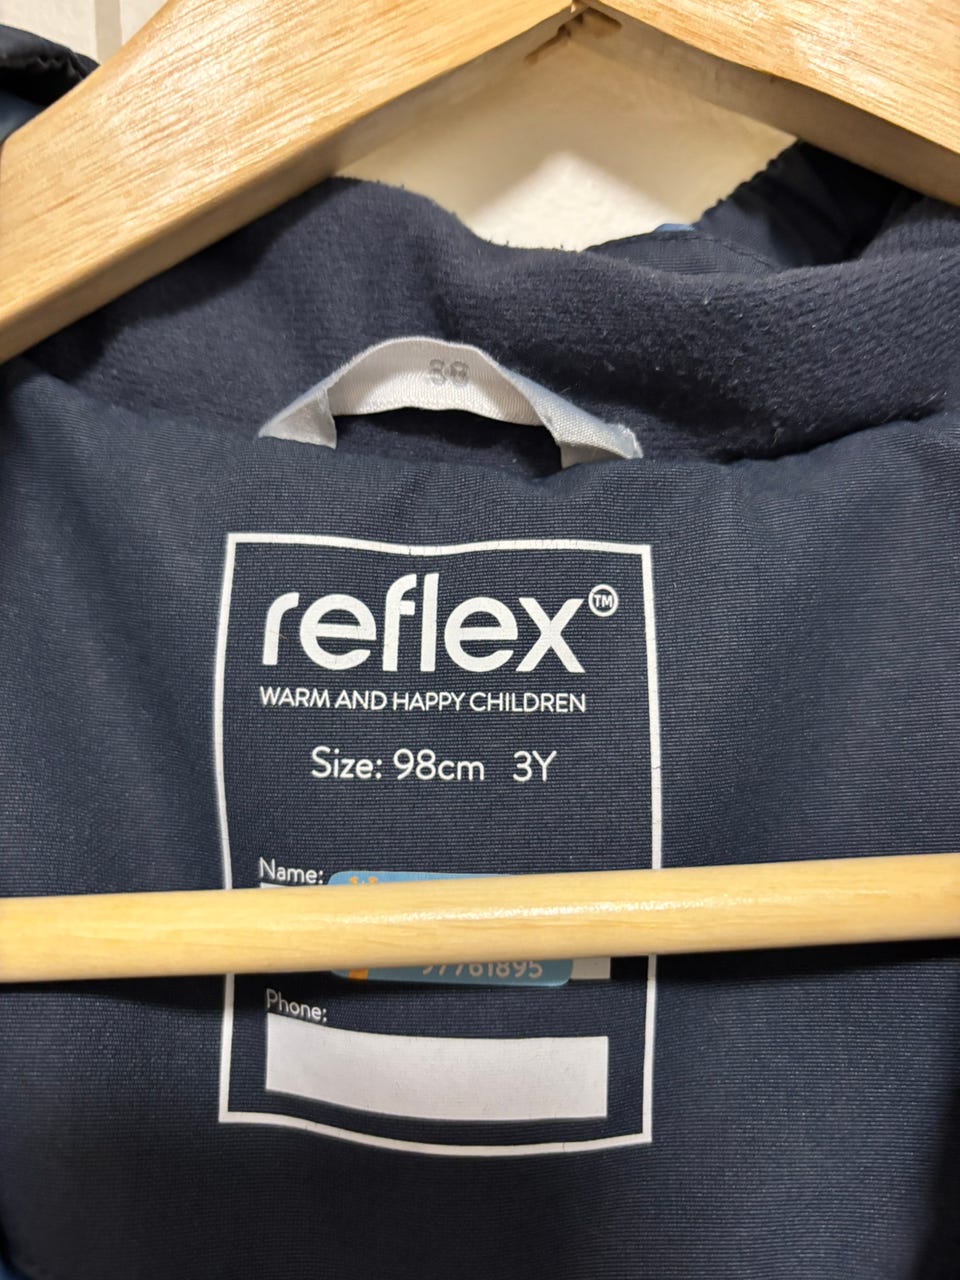 98
reflex™
WARM AND HAPPY CHILDREN
Size: 98cm 3Y
Name:
97761895
Phone: